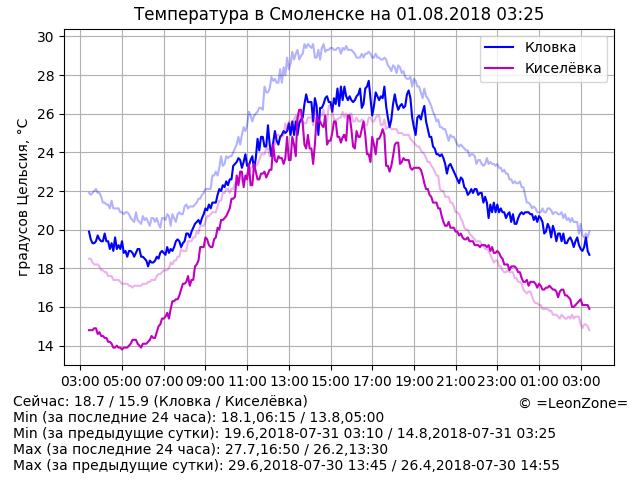 Температура в Смоленске на 01.08.2018 03:25
градусов Цельсия, °C
30
28
26
24
22
20
18
16
14
Кловка
Киселёвка
03:00 05:00 07:00 09:00 11:00 13:00 15:00 17:00 19:00 21:00 23:00 01:00 03:00
Сейчас: 18.7 / 15.9 (Кловка / Киселёвка)
© =LeonZone=
Min (за последние 24 часа): 18.1,06:15 / 13.8,05:00
Min (за предыдущие сутки): 19.6,2018-07-31 03:10 / 14.8,2018-07-31 03:25
Max (за последние 24 часа): 27.7,16:50 / 26.2,13:30
Max (за предыдущие сутки): 29.6,2018-07-30 13:45 / 26.4,2018-07-30 14:55